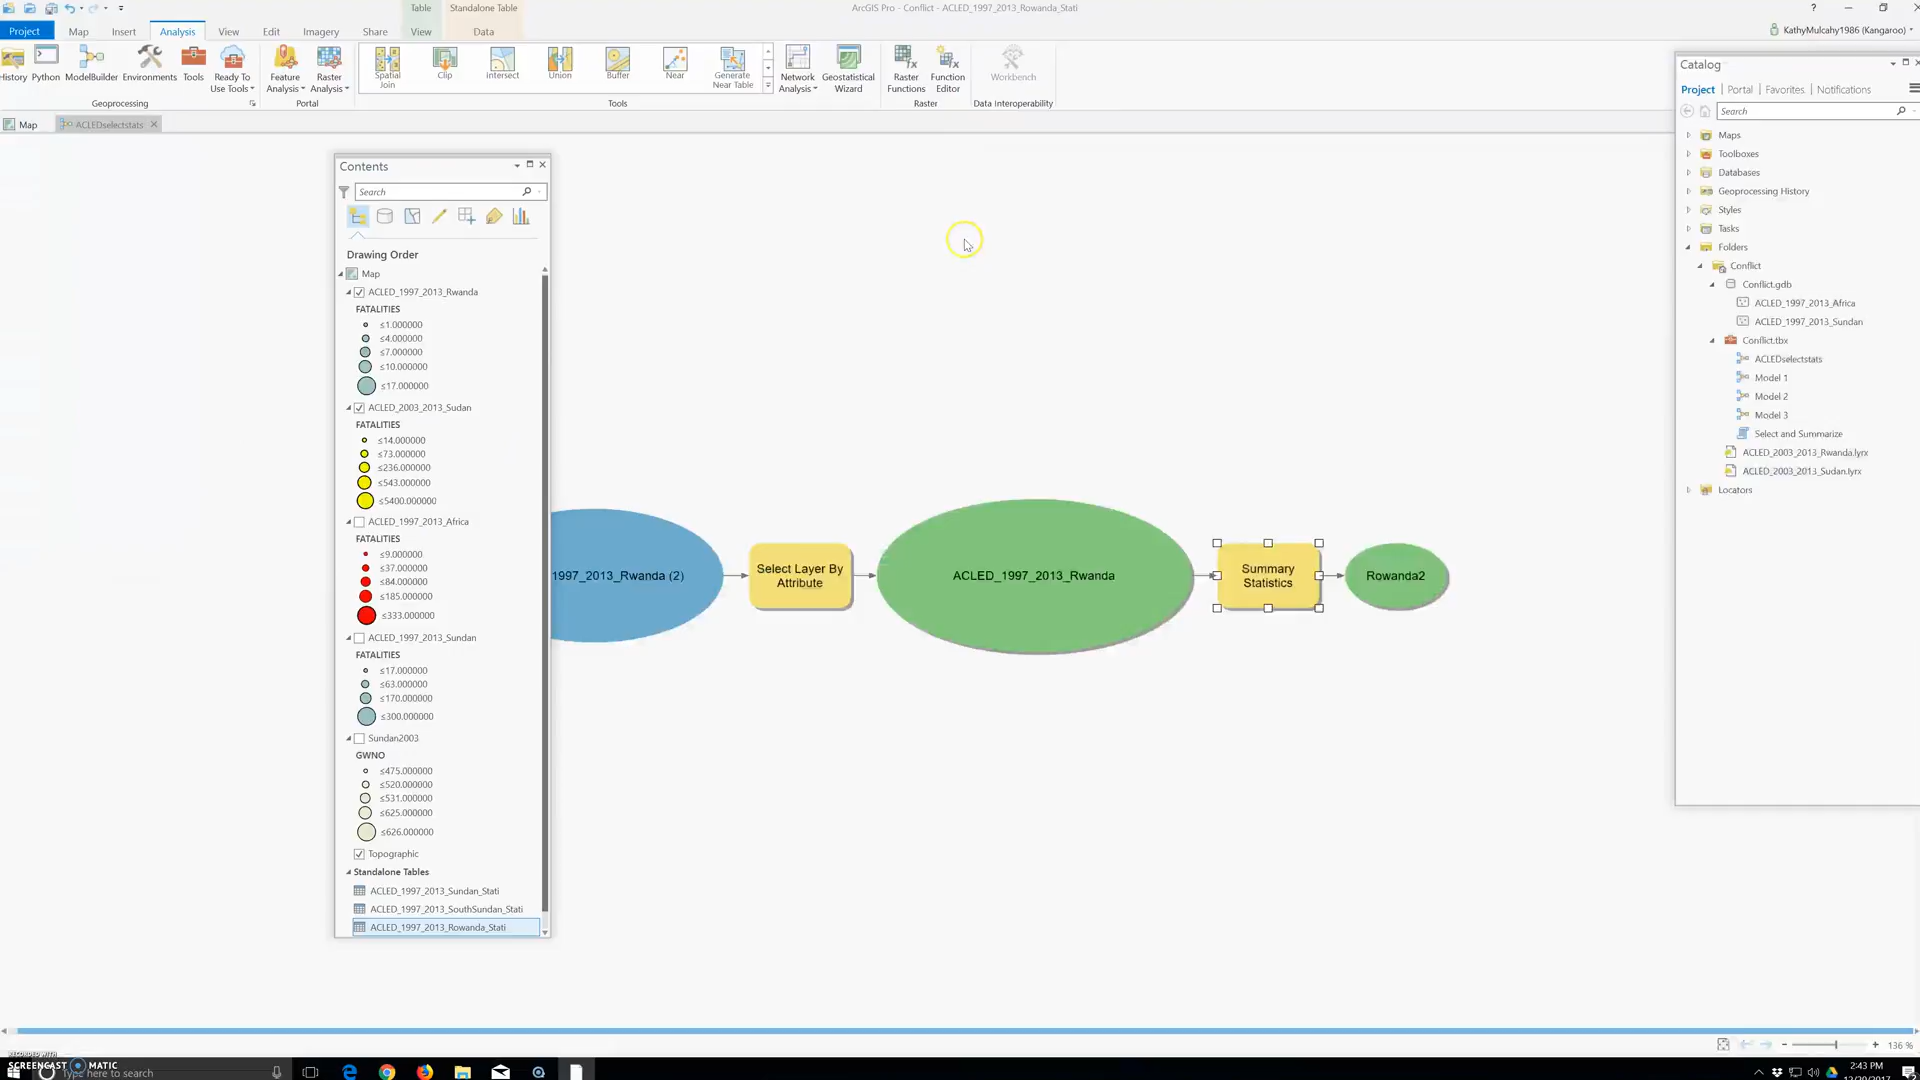 Table
Standalone Table
ArcGIS Pro - Conflict - ACLED_1997_2013_Rowanda_Stati
?
Project
Map
Insert
Analysis
View
Edit
Imagery
Share
View
Data
KathyMulcahy1986 (Kangaroo)
History
Python
ModelBuilder
Environments
Tools
Ready To
Use Tools
Feature
Analysis
Raster
Analysis
Spatial
Join
Clip
Intersect
Union
Buffer
Near
Generate
Near Table
Network
Analysis
Geostatistical
Wizard
Raster
Functions
Function
Editor
Workbench
Geoprocessing
Portal
Tools
Raster
Data Interoperability
Map
ACLEDselectstats
Contents
Search
Drawing Order
Map
ACLED_1997_2013_Rwanda
FATALITIES
≤1.000000
≤4.000000
≤7.000000
≤10.000000
≤17.000000
ACLED_2003_2013_Sudan
FATALITIES
≤14.000000
≤73.000000
≤236.000000
≤543.000000
≤5400.000000
ACLED_1997_2013_Africa
FATALITIES
≤9.000000
≤37.000000
≤84.000000
≤185.000000
≤333.000000
ACLED_1997_2013_Sundan
FATALITIES
≤17.000000
≤63.000000
≤170.000000
≤300.000000
Sundan2003
GWNO
≤475.000000
≤520.000000
≤531.000000
≤625.000000
≤626.000000
Topographic
Standalone Tables
ACLED_1997_2013_Sundan_Stati
ACLED_1997_2013_SouthSundan_Stati
ACLED_1997_2013_Rowanda_Stati
1997_2013_Rwanda (2)
Select Layer By
Attribute
ACLED_1997_2013_Rwanda
Summary
Statistics
Rowanda2
Catalog
Project
Portal
Favorites
Notifications
Search
Maps
Toolboxes
Databases
Geoprocessing History
Styles
Tasks
Folders
Conflict
Conflict.gdb
ACLED_1997_2013_Africa
ACLED_1997_2013_Sundan
Conflict.tbx
ACLEDselectstats
Model 1
Model 2
Model 3
Select and Summarize
ACLED_2003_2013_Rwanda.lyrx
ACLED_2003_2013_Sudan.lyrx
Locators
136 %
RECORDED WITH
SCREENCAST MATIC
Type here to search
2:43 PM